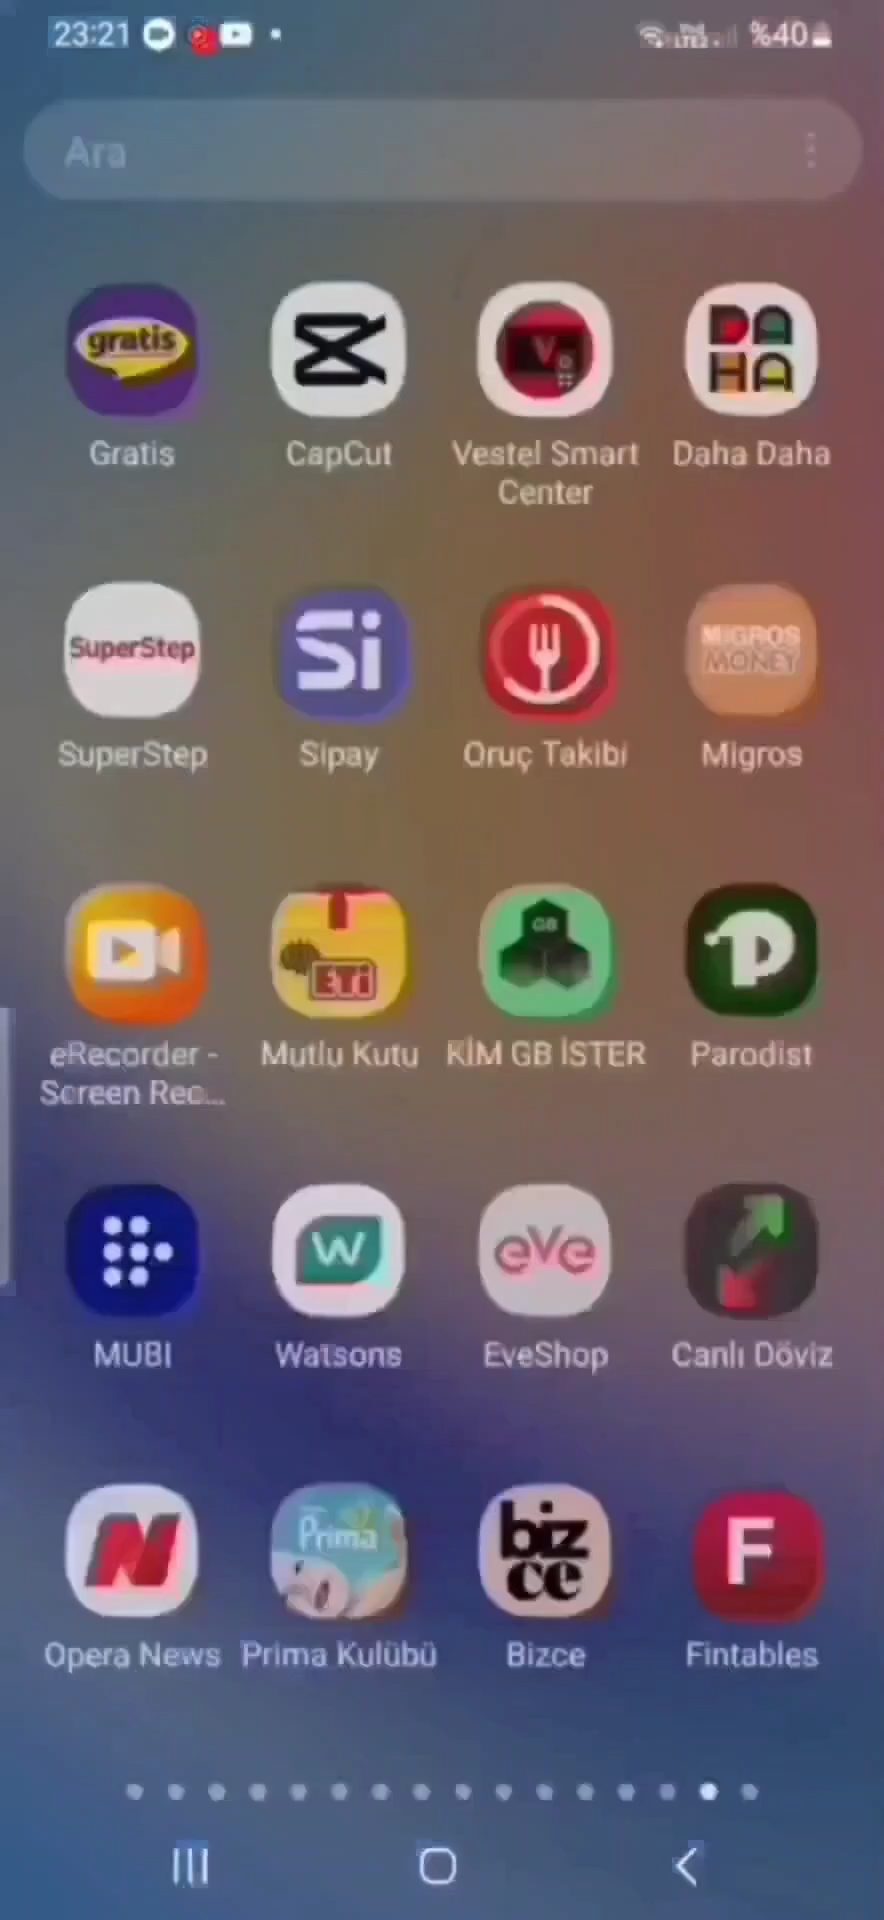 23:21
%40
Ara
gratis
DA
HA
Gratis
CapCut
Vestel Smart
Center
Daha Daha
SuperStep
Si
MIGROS
MONEY
SuperStep
Sipay
Oruç Takibi
Migros
GB
ETi
eRecorder -
Screen Rec...
Mutlu Kutu
KİM GB İSTER
Parodist
W
eve
MUBI
Watsons
EveShop
Canlı Döviz
N
Prima
biz
ce
F
Opera News
Prima Kulübü
Bizce
Fintables